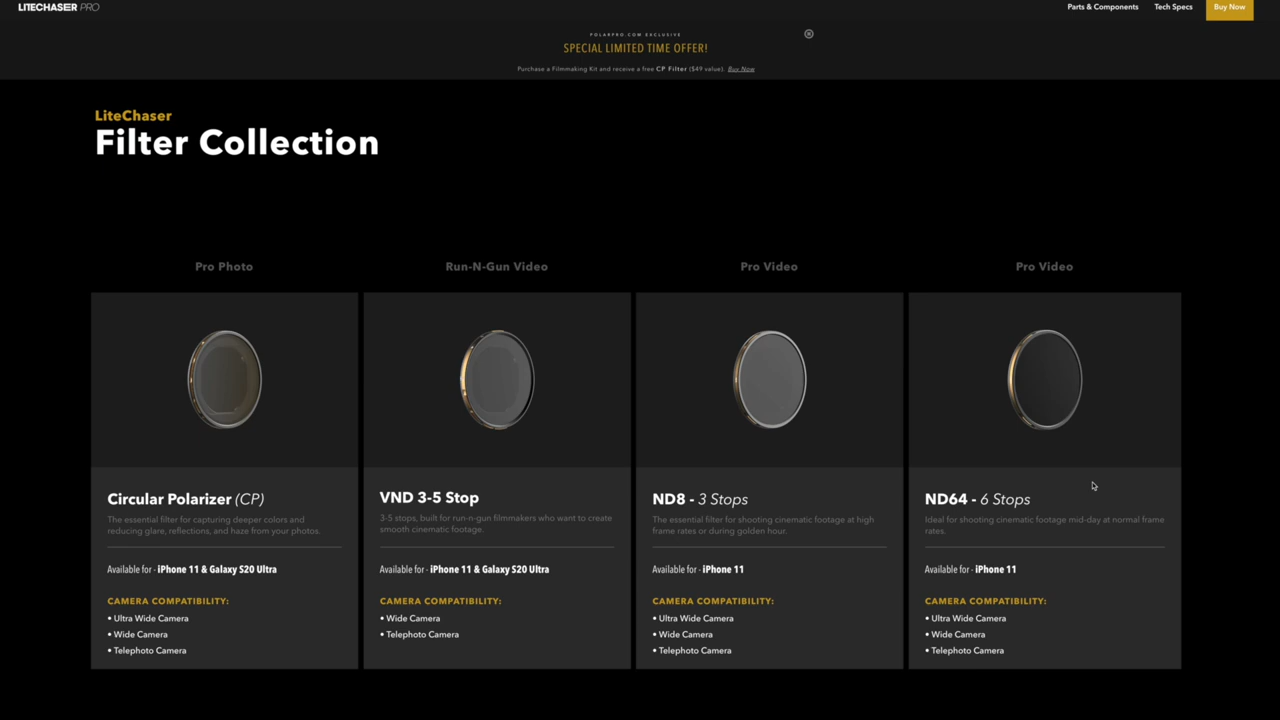 LITECHASER PRO
Parts & Components
Tech Specs
Buy Now
POLARPRO.COM EXCLUSIVE
SPECIAL LIMITED TIME OFFER!
Purchase a Filmmaking Kit and receive a free CP Filter ($49 value). Buy Now
LiteChaser
Filter Collection
Pro Photo
Run-N-Gun Video
Pro Video
Pro Video
Circular Polarizer (CP)
The essential filter for capturing deeper colors and
reducing glare, reflections, and haze from your photos.
Available for - iPhone 11 & Galaxy S20 Ultra
CAMERA COMPATIBILITY:
• Ultra Wide Camera
• Wide Camera
• Telephoto Camera
VND 3-5 Stop
3-5 stops, built for run-n-gun filmmakers who want to create
smooth cinematic footage.
Available for - iPhone 11 & Galaxy S20 Ultra
CAMERA COMPATIBILITY:
• Wide Camera
• Telephoto Camera
ND8 - 3 Stops
The essential filter for shooting cinematic footage at high
frame rates or during golden hour.
Available for - iPhone 11
CAMERA COMPATIBILITY:
• Ultra Wide Camera
• Wide Camera
• Telephoto Camera
ND64 - 6 Stops
Ideal for shooting cinematic footage mid-day at normal frame
rates.
Available for - iPhone 11
CAMERA COMPATIBILITY:
• Ultra Wide Camera
• Wide Camera
• Telephoto Camera